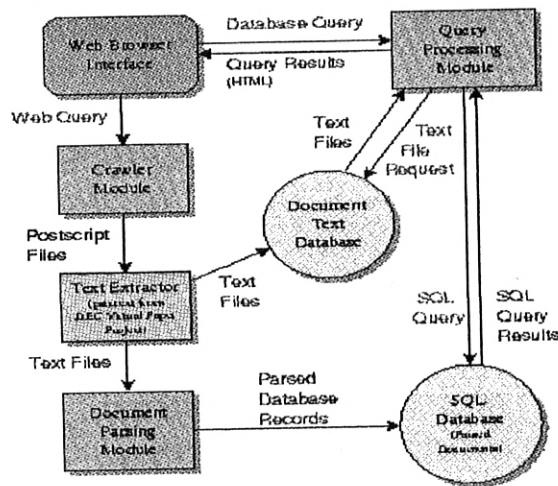 Database Query
Web Browser
Interface
Query Results
(HTML)
Query
Processing
Module
Web Query
Text
Files
Text
File
Request
Crawler
Module
Document
Text
Database
Postscript
Files
Text Extractor
(pstotext from
DEC Virtual Paper
Project)
Text
Files
SQL
Query
SQL
Query
Results
Text Files
Parsed
Database
Records
Document
Parsing
Module
SQL
Database
(Parsed
Documents)